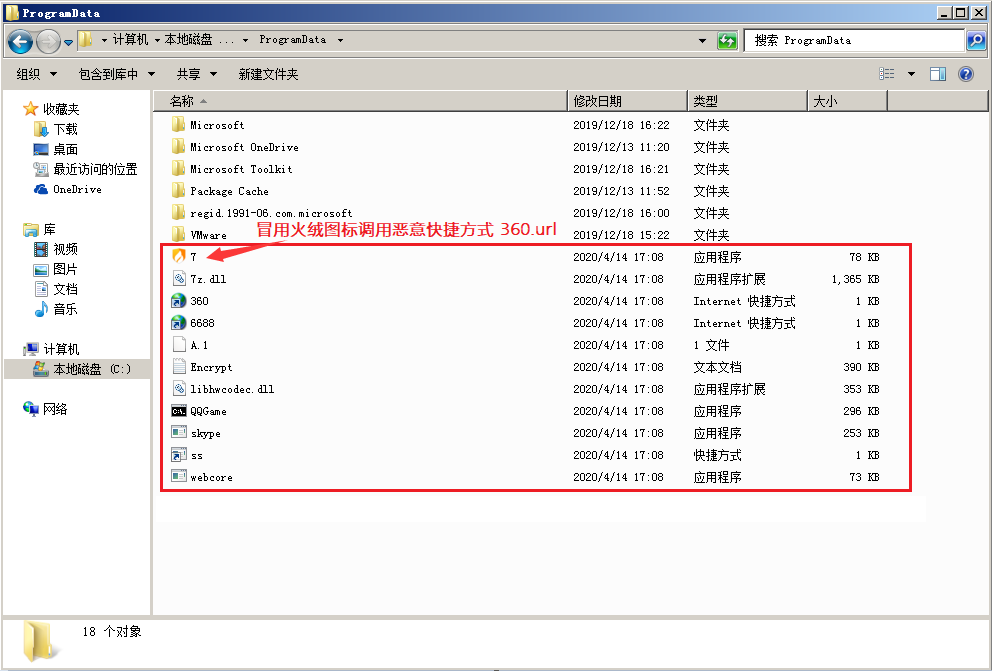 ProgramData
计算机 本地磁盘 ... ProgramData
搜索 ProgramData
组织 包含到库中 共享 新建文件夹
名称 修改日期 类型 大小
收藏夹
下载
桌面
最近访问的位置
OneDrive
库
视频
图片
文档
音乐
计算机
本地磁盘 (C:)
网络
Microsoft 2019/12/18 16:22 文件夹
Microsoft OneDrive 2019/12/13 11:20 文件夹
Microsoft Toolkit 2019/12/18 16:21 文件夹
Package Cache 2019/12/13 11:52 文件夹
regid.1991-06.com.microsoft 2019/12/18 16:00 文件夹
VMware 2019/12/18 15:22 文件夹
冒用火绒图标调用恶意快捷方式 360.url
7 2020/4/14 17:08 应用程序 78 KB
7z.dll 2020/4/14 17:08 应用程序扩展 1,365 KB
360 2020/4/14 17:08 Internet 快捷方式 1 KB
6688 2020/4/14 17:08 Internet 快捷方式 1 KB
A.1 2020/4/14 17:08 1 文件 1 KB
Encrypt 2020/4/14 17:08 文本文档 390 KB
libhwcodec.dll 2020/4/14 17:08 应用程序扩展 353 KB
C:\. QQGame 2020/4/14 17:08 应用程序 296 KB
skype 2020/4/14 17:08 应用程序 253 KB
ss 2020/4/14 17:08 快捷方式 1 KB
webcore 2020/4/14 17:08 应用程序 73 KB
18 个对象